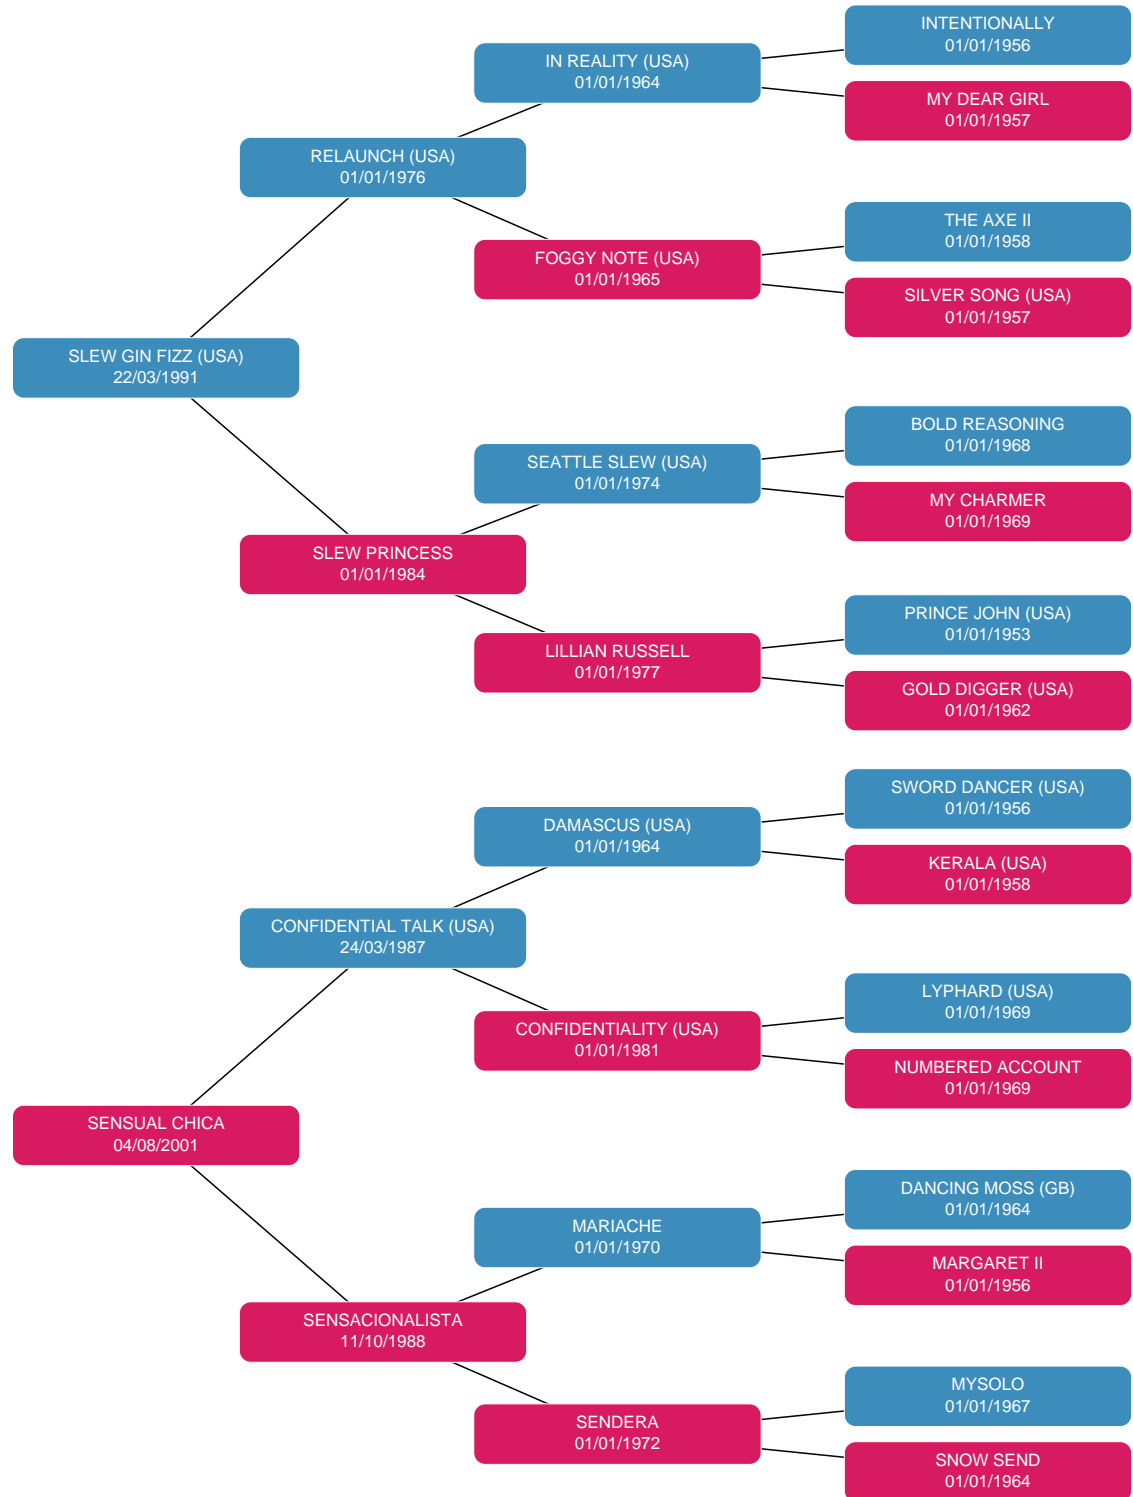 INTENTIONALLY
01/01/1956
IN REALITY (USA)
01/01/1964
MY DEAR GIRL
01/01/1957
RELAUNCH (USA)
01/01/1976
THE AXE II
01/01/1958
FOGGY NOTE (USA)
01/01/1965
SILVER SONG (USA)
01/01/1957
SLEW GIN FIZZ (USA)
22/03/1991
BOLD REASONING
01/01/1968
SEATTLE SLEW (USA)
01/01/1974
MY CHARMER
01/01/1969
SLEW PRINCESS
01/01/1984
PRINCE JOHN (USA)
01/01/1953
LILLIAN RUSSELL
01/01/1977
GOLD DIGGER (USA)
01/01/1962
SWORD DANCER (USA)
01/01/1956
DAMASCUS (USA)
01/01/1964
KERALA (USA)
01/01/1958
CONFIDENTIAL TALK (USA)
24/03/1987
LYPHARD (USA)
01/01/1969
CONFIDENTIALITY (USA)
01/01/1981
NUMBERED ACCOUNT
01/01/1969
SENSUAL CHICA
04/08/2001
DANCING MOSS (GB)
01/01/1964
MARIACHE
01/01/1970
MARGARET II
01/01/1956
SENSACIONALISTA
11/10/1988
MYSOLO
01/01/1967
SENDERA
01/01/1972
SNOW SEND
01/01/1964